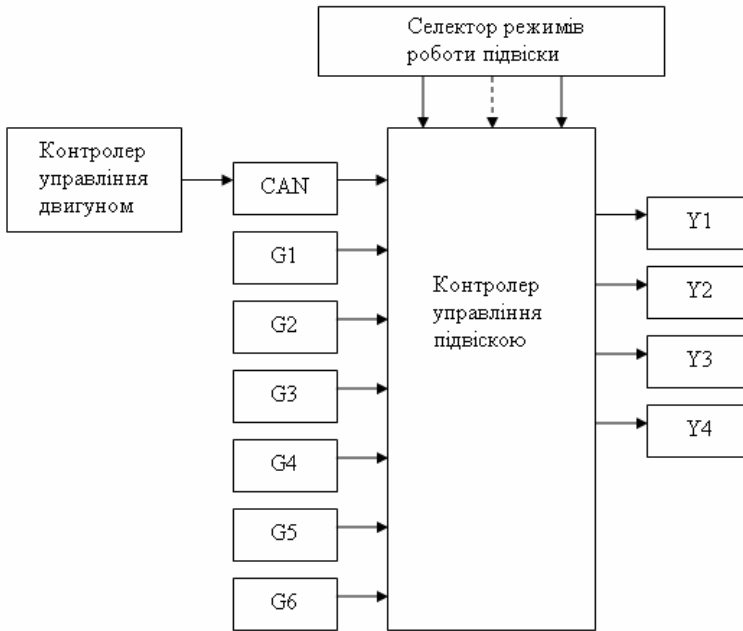 Селектор режимів
роботи підвіски
Контролер
управління
двигуном
CAN
G1
G2
G3
G4
G5
G6
Контролер
управління
підвіскою
Y1
Y2
Y3
Y4